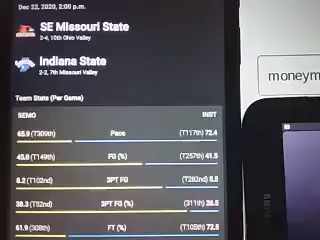 Dec 22, 2020, 2:00 p.m.
SE Missouri State
2-4, 10th Ohio Valley
Indiana State
2-2, 7th Missouri Valley
Team Stats (Per Game)
SEMO INST
65.9 (T309th) Pace (T117th) 72.4
45.0 (T149th) FG (%) (T257th) 41.5
8.2 (T102nd) 3PT FG (T282nd) 5.5
38.3 (T52nd) 3PT FG (%) (311th) 26.5
61.9 (308th) FT (%) (T105th) 72.5
moneym